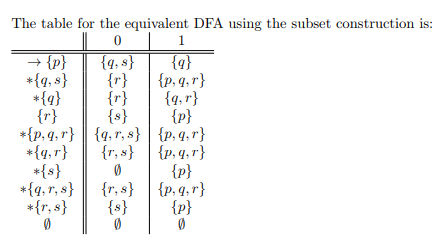 The table for the equivalent DFA using the subset construction is:
0 1
→ {p} {q, s} {q}
*{q, s} {r} {p, q, r}
*{q} {r} {q, r}
{r} {s} {p}
*{p, q, r} {q, r, s} {p, q, r}
*{q, r} {r, s} {p, q, r}
*{s} ∅ {p}
*{q, r, s} {r, s} {p, q, r}
*{r, s} {s} {p}
∅ ∅ ∅